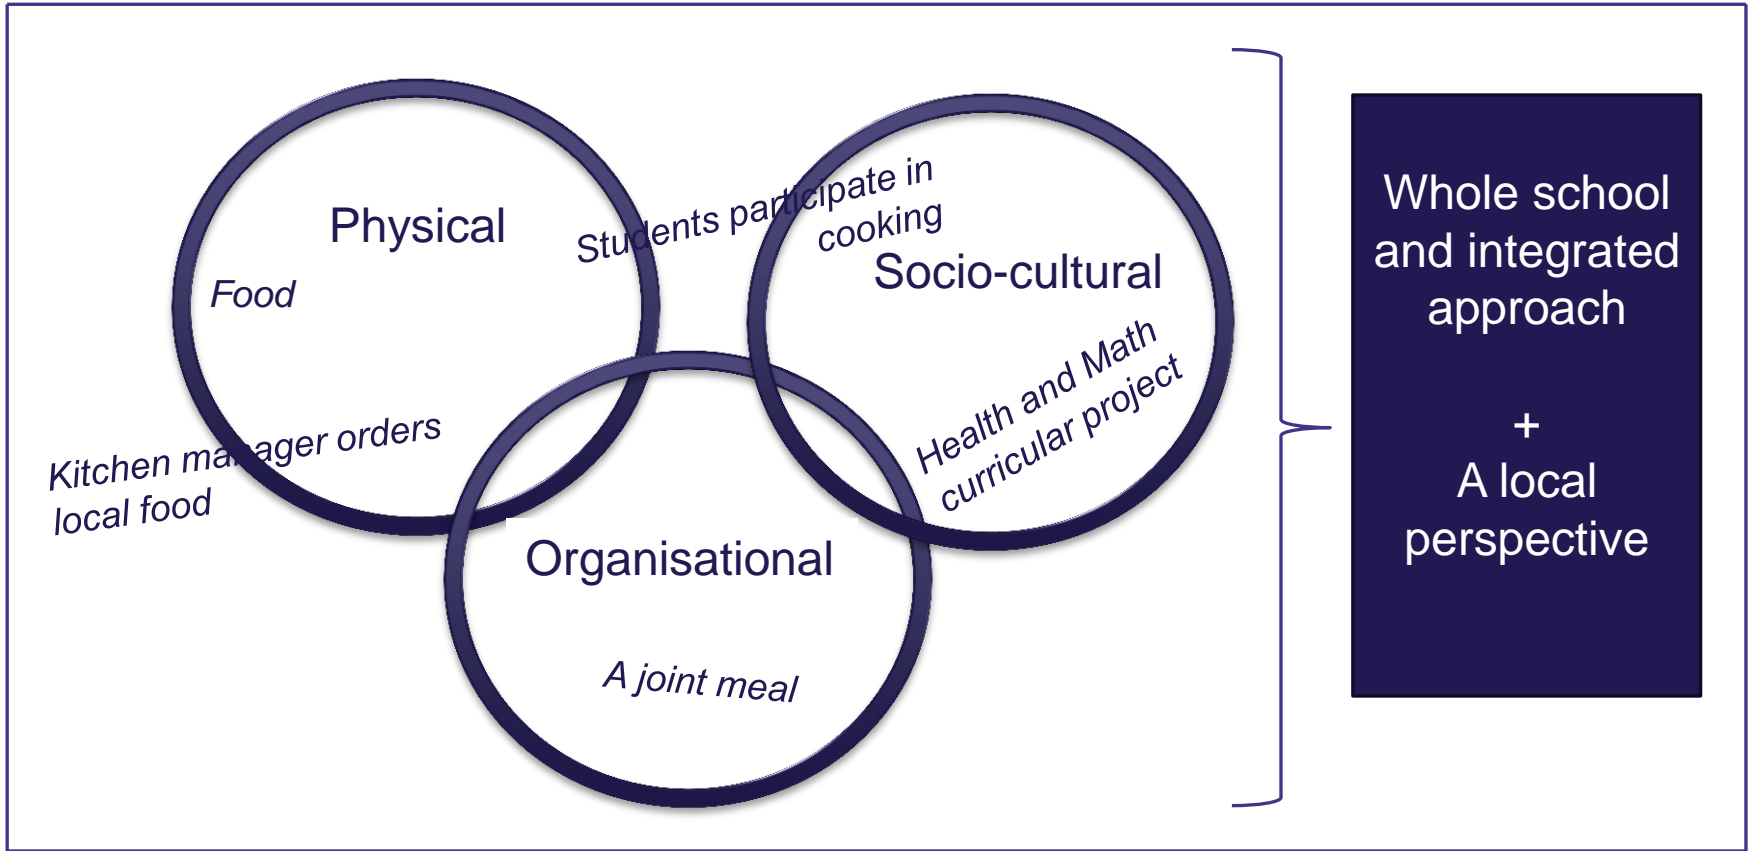 Physical
Food
Kitchen manager orders
local food
Students participate in
cooking
Socio-cultural
Health and Math
curricular project
Organisational
A joint meal
Whole school
and integrated
approach
+
A local
perspective